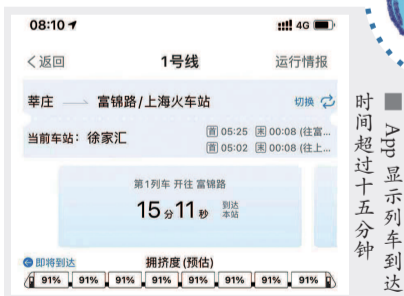 08:10
4G
<返回
1号线
运行情报
莘庄 → 富锦路/上海火车站
切换
当前车站：徐家汇
首 05:25 末 00:08 (往富...
首 05:02 末 00:08 (往上...
第1列车 开往 富锦路
15分11秒 到达本站
即将到达
拥挤度 (预估)
91% 91% 91% 91% 91% 91% 91% 91%
■App显示列车到达
时间超过十五分钟